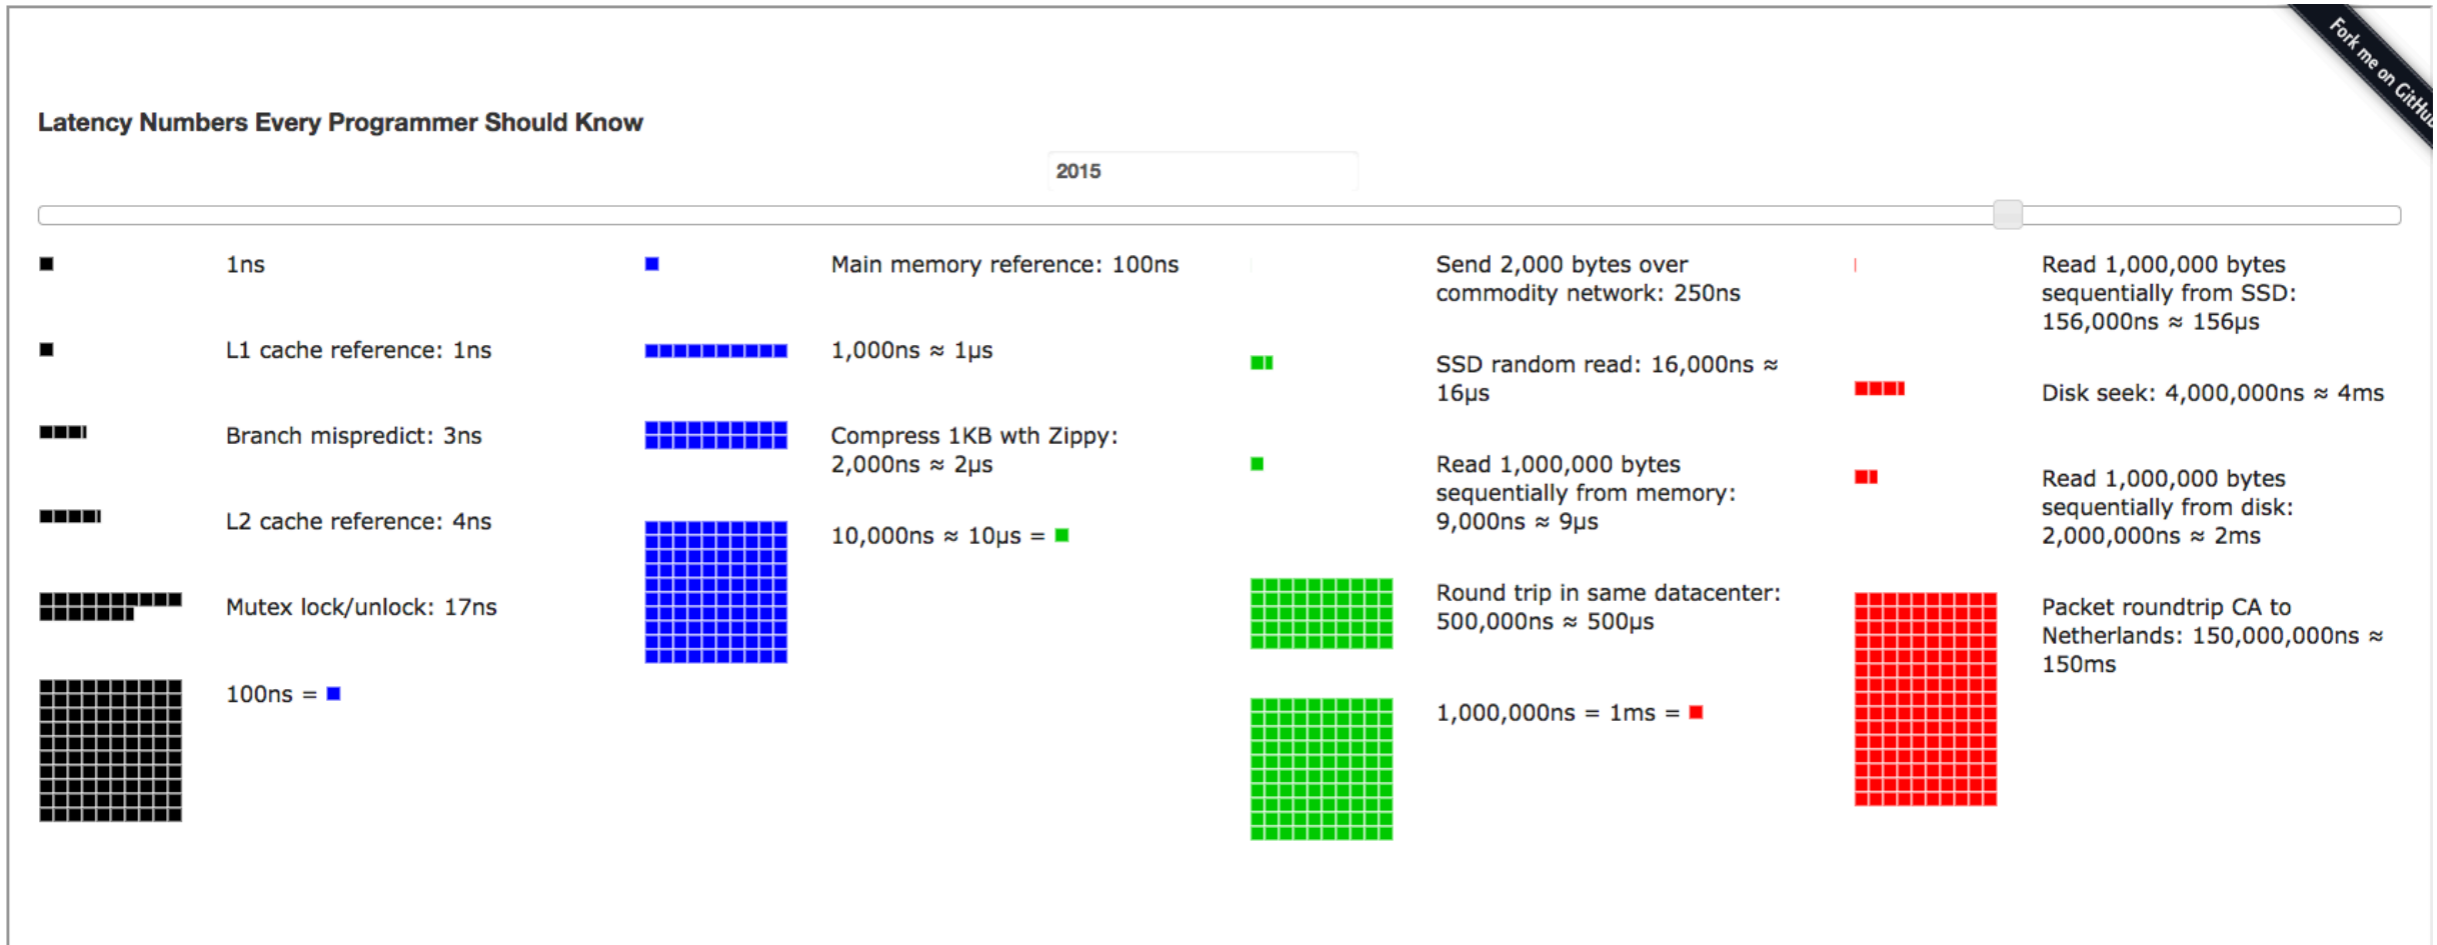 Fork me on GitHub
Latency Numbers Every Programmer Should Know
2015
1ns
L1 cache reference: 1ns
Branch mispredict: 3ns
L2 cache reference: 4ns
Mutex lock/unlock: 17ns
100ns =
Main memory reference: 100ns
1,000ns ≈ 1μs
Compress 1KB wth Zippy:
2,000ns ≈ 2μs
10,000ns ≈ 10μs =
Send 2,000 bytes over
commodity network: 250ns
SSD random read: 16,000ns ≈
16μs
Read 1,000,000 bytes
sequentially from memory:
9,000ns ≈ 9μs
Round trip in same datacenter:
500,000ns ≈ 500μs
1,000,000ns = 1ms =
Read 1,000,000 bytes
sequentially from SSD:
156,000ns ≈ 156μs
Disk seek: 4,000,000ns ≈ 4ms
Read 1,000,000 bytes
sequentially from disk:
2,000,000ns ≈ 2ms
Packet roundtrip CA to
Netherlands: 150,000,000ns ≈
150ms